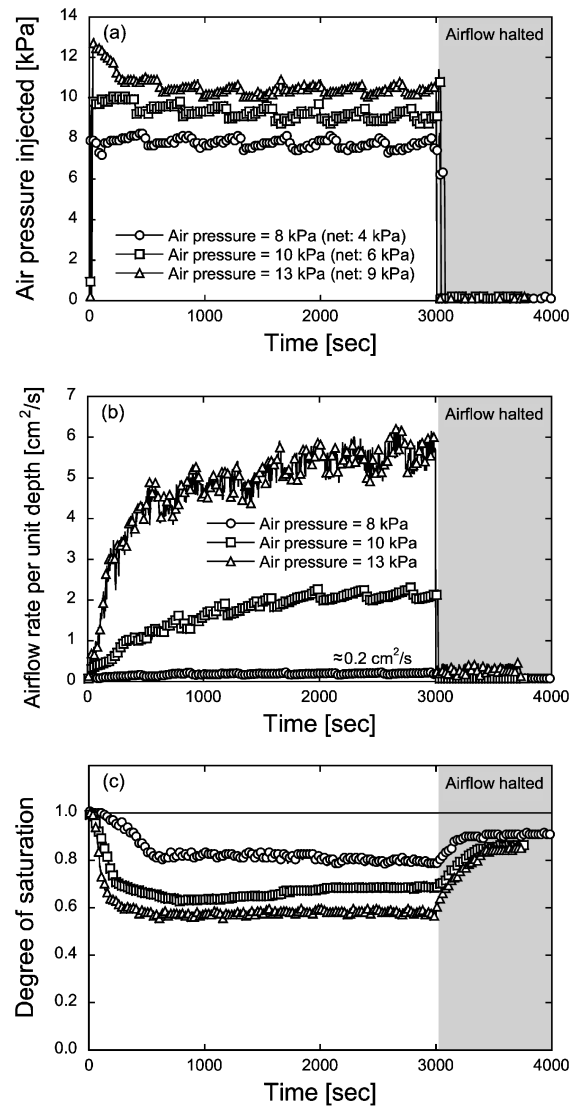 (a)
Airflow halted
14
12
10
8
6
4
2
0
Air pressure injected [kPa]
Air pressure = 8 kPa (net: 4 kPa)
Air pressure = 10 kPa (net: 6 kPa)
Air pressure = 13 kPa (net: 9 kPa)
0 1000 2000 3000 4000
Time [sec]
(b)
Airflow halted
7
6
5
4
3
2
1
0
Airflow rate per unit depth [cm²/s]
Air pressure = 8 kPa
Air pressure = 10 kPa
Air pressure = 13 kPa
≈0.2 cm²/s
0 1000 2000 3000 4000
Time [sec]
(c)
Airflow halted
1.0
0.8
0.6
0.4
0.2
0.0
Degree of saturation
0 1000 2000 3000 4000
Time [sec]